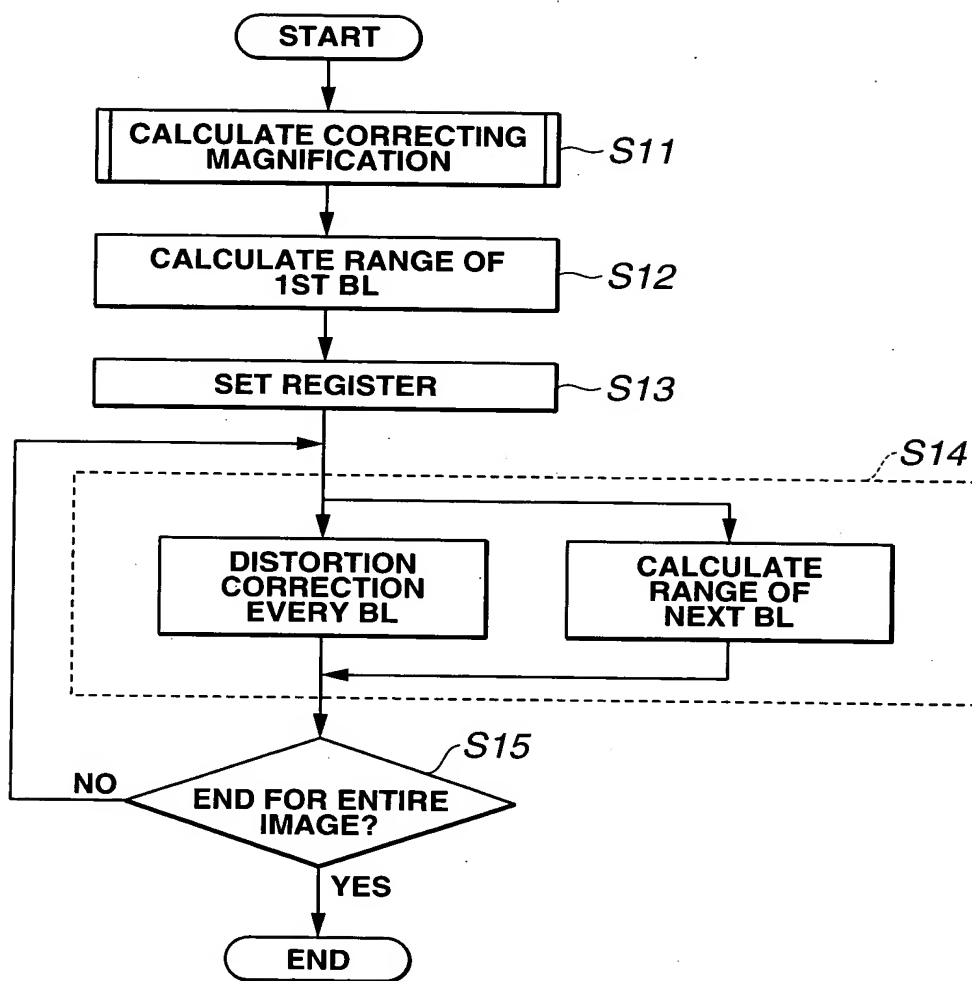 START
CALCULATE CORRECTING
MAGNIFICATION
S11
CALCULATE RANGE OF
1ST BL
S12
SET REGISTER
S13
S14
DISTORTION
CORRECTION
EVERY BL
CALCULATE
RANGE OF
NEXT BL
S15
NO
END FOR ENTIRE
IMAGE?
YES
END